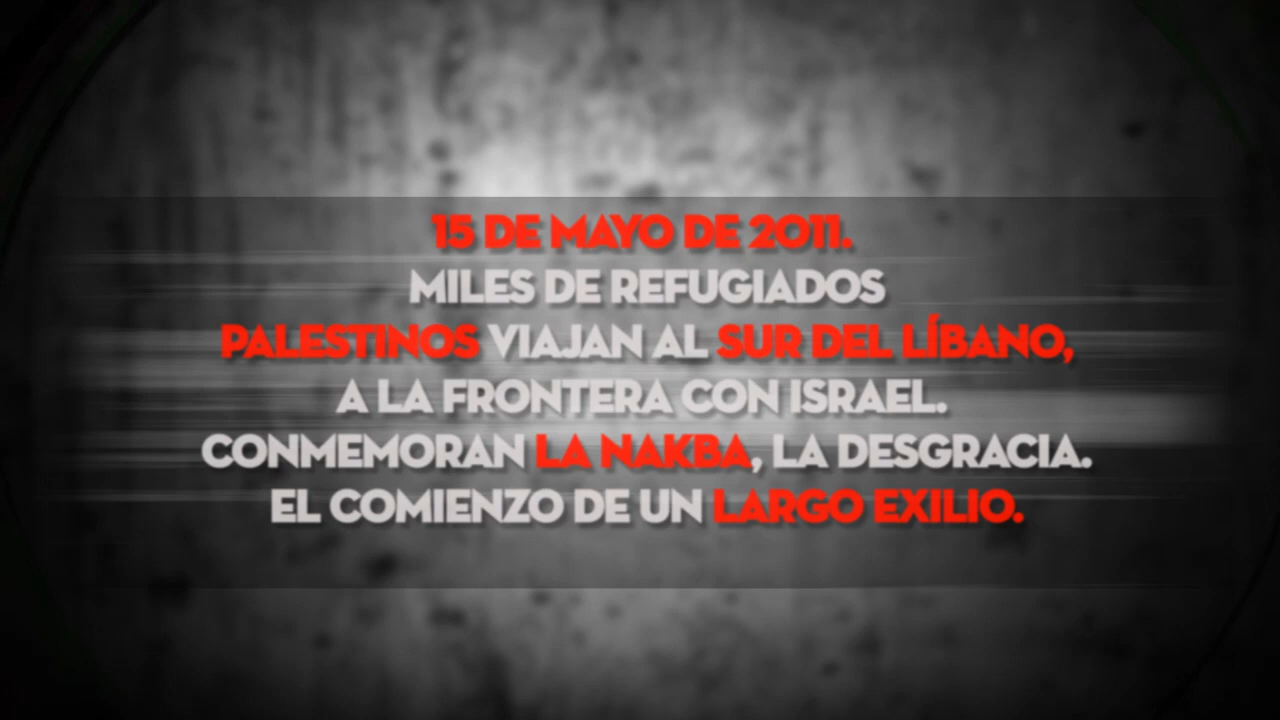 15 DE MAYO DE 2011.
MILES DE REFUGIADOS
PALESTINOS VIAJAN AL SUR DEL LÍBANO,
A LA FRONTERA CON ISRAEL.
CONMEMORAN LA NAKBA, LA DESGRACIA.
EL COMIENZO DE UN LARGO EXILIO.